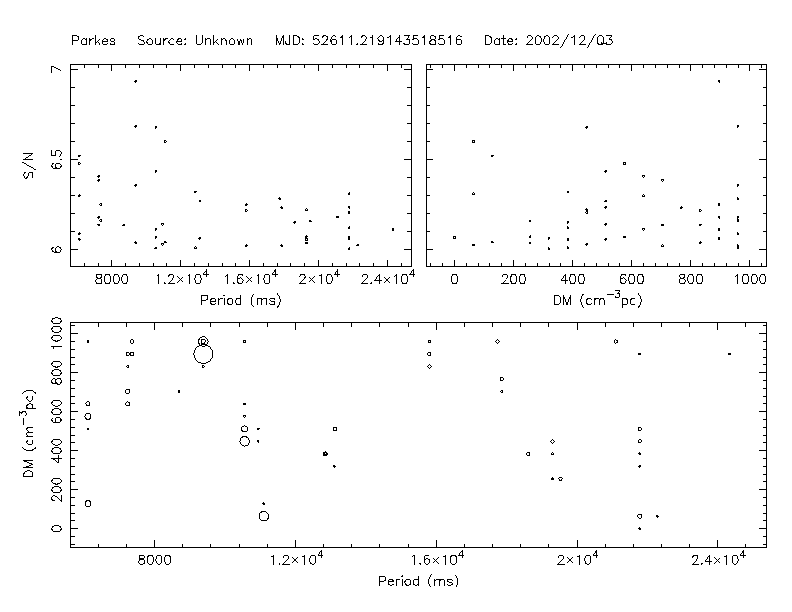 Parkes Source: Unknown MJD: 52611.219143518516 Date: 2002/12/03
S/N
7
6.5
6
8000 1.2×10⁴ 1.6×10⁴ 2×10⁴ 2.4×10⁴
Period (ms)
0 200 400 600 800 1000
DM (cm⁻³pc)
DM (cm⁻³pc)
1000
800
600
400
200
0
8000 1.2×10⁴ 1.6×10⁴ 2×10⁴ 2.4×10⁴
Period (ms)